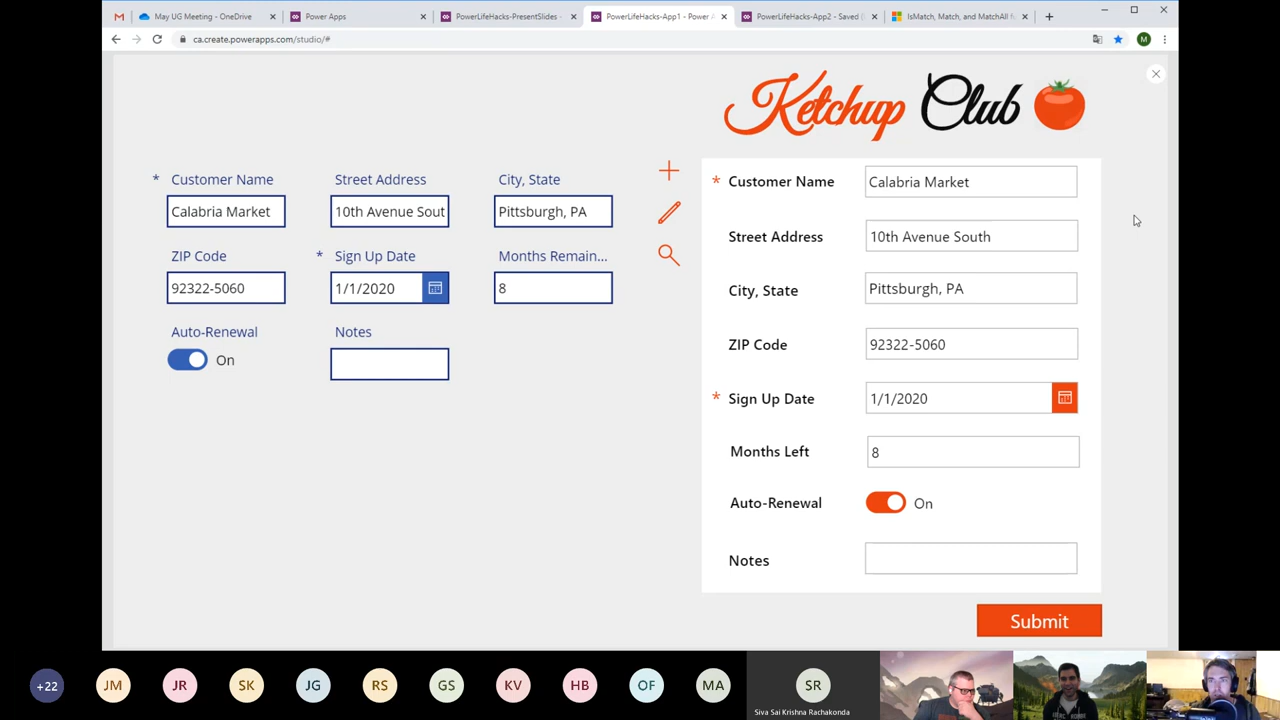 May UG Meeting - OneDrive
Power Apps
PowerLifeHacks-PresentSlides -
PowerLifeHacks-App1 - Power A
PowerLifeHacks-App2 - Saved (
IsMatch, Match, and MatchAll f
ca.create.powerapps.com/studio/#
M
Ketchup Club
* Customer Name
Street Address
City, State
Calabria Market
10th Avenue Sout
Pittsburgh, PA
ZIP Code
* Sign Up Date
Months Remain...
92322-5060
1/1/2020
8
Auto-Renewal
Notes
On
* Customer Name
Calabria Market
Street Address
10th Avenue South
City, State
Pittsburgh, PA
ZIP Code
92322-5060
* Sign Up Date
1/1/2020
Months Left
8
Auto-Renewal
On
Notes
Submit
+22
JM
JR
SK
JG
RS
GS
KV
HB
OF
MA
SR
Siva Sai Krishna Rachakonda